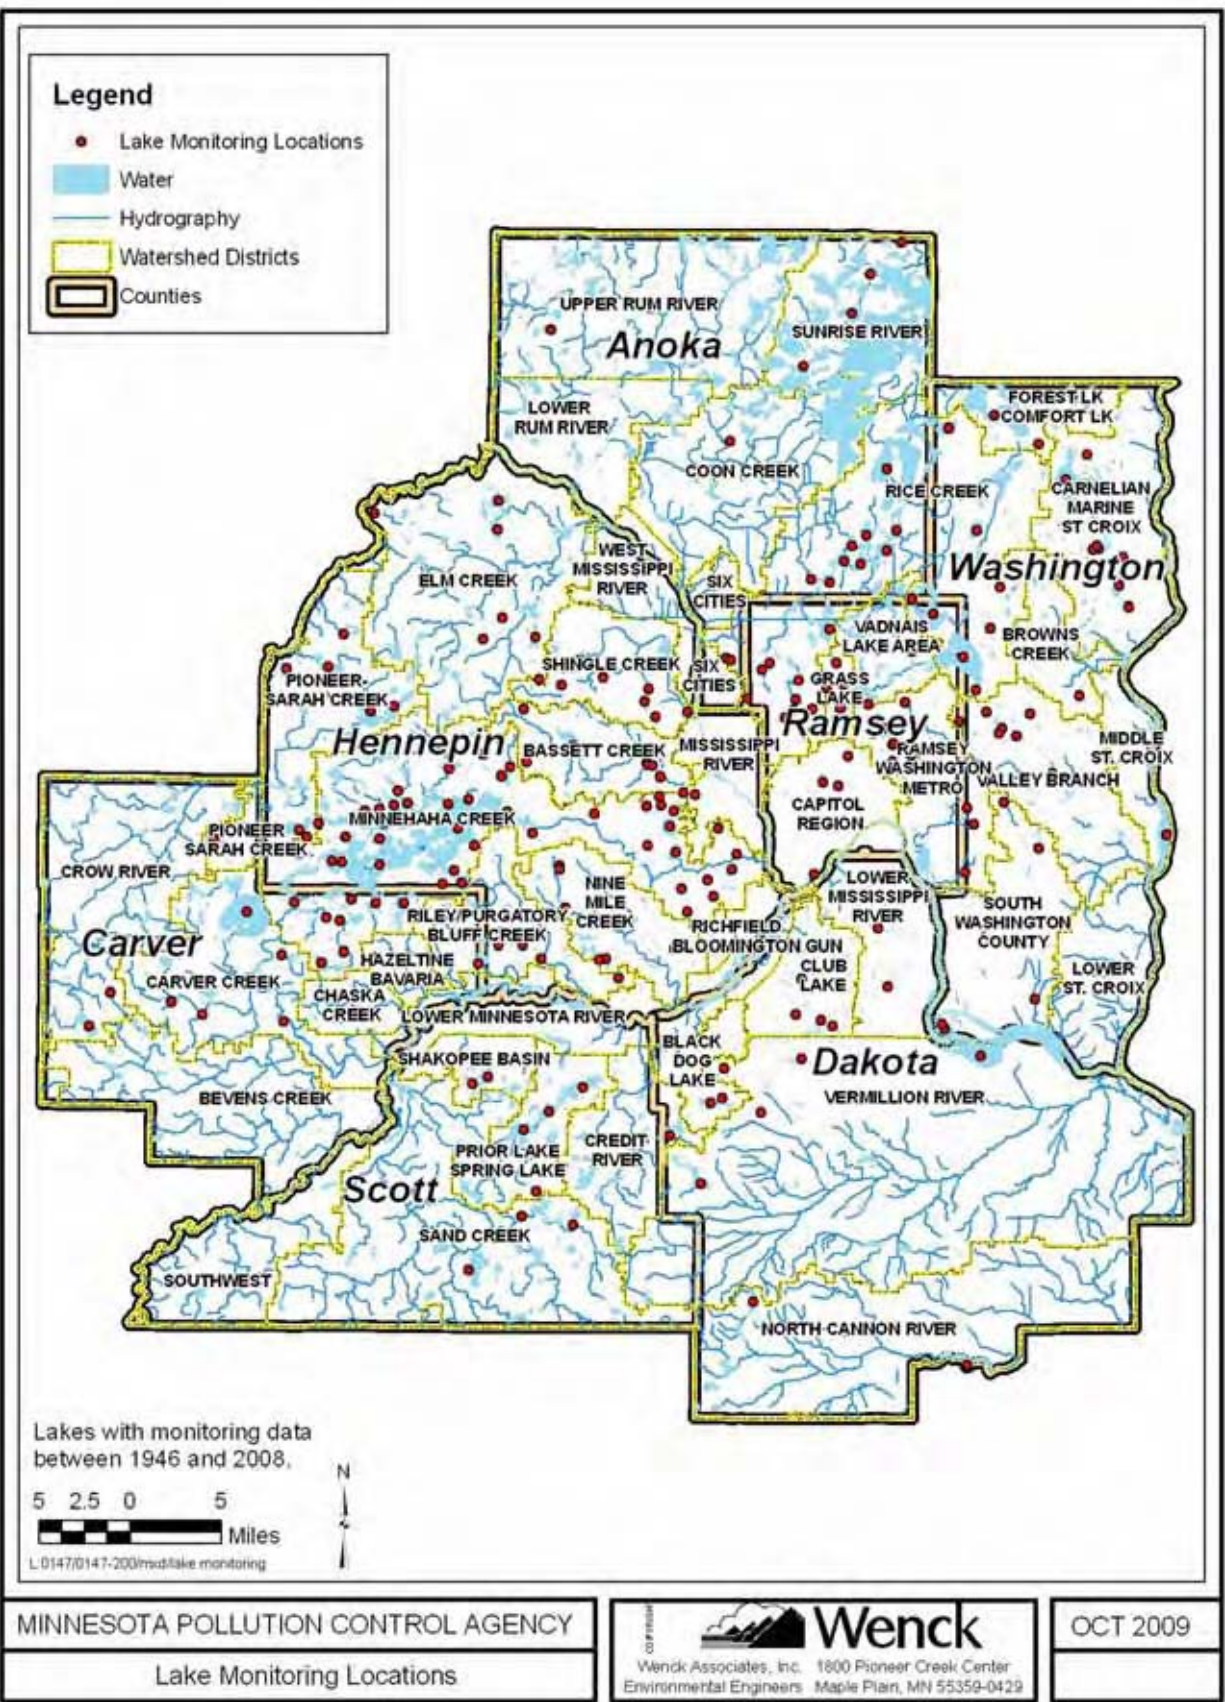 Legend
Lake Monitoring Locations
Water
Hydrography
Watershed Districts
Counties
UPPER RUM RIVER
SUNRISE RIVER
Anoka
FOREST LK
COMFORT LK
LOWER
RUM RIVER
COON CREEK
RICE CREEK
CARNELIAN
MARINE
ST CROIX
WEST
MISSISSIPPI
RIVER
ELM CREEK
SIX
CITIES
Washington
VADNAIS
LAKE AREA
BROWNS
CREEK
SHINGLE CREEK
SIX
CITIES
PIONEER-
SARAH CREEK
GRASS
LAKE
Hennepin
BASSETT CREEK
MISSISSIPPI
RIVER
Ramsey
RAMSEY
WASHINGTON
METRO
MIDDLE
ST. CROIX
VALLEY BRANCH
CAPITOL
REGION
MINNEHAHA CREEK
PIONEER
SARAH CREEK
CROW RIVER
NINE
MILE
CREEK
LOWER
MISSISSIPPI
RIVER
SOUTH
WASHINGTON
COUNTY
RILEY/PURGATORY
BLUFF CREEK
RICHFIELD
BLOOMINGTON
GUN
CLUB
LAKE
Carver
HAZELTINE
BAVARIA
CARVER CREEK
LOWER
ST. CROIX
CHASKA
CREEK
LOWER MINNESOTA RIVER
BLACK
DOG
LAKE
SHAKOPEE BASIN
Dakota
VERMILLION RIVER
BEVENS CREEK
PRIOR LAKE
SPRING LAKE
CREDIT
RIVER
Scott
SAND CREEK
SOUTHWEST
NORTH CANNON RIVER
Lakes with monitoring data
between 1946 and 2008.
N
5 2.5 0 5
Miles
L:0147/0147-200/mxd/lake monitoring
MINNESOTA POLLUTION CONTROL AGENCY
Lake Monitoring Locations
COPYRIGHT
Wenck
Wenck Associates, Inc. 1800 Pioneer Creek Center
Environmental Engineers Maple Plain, MN 55359-0429
OCT 2009